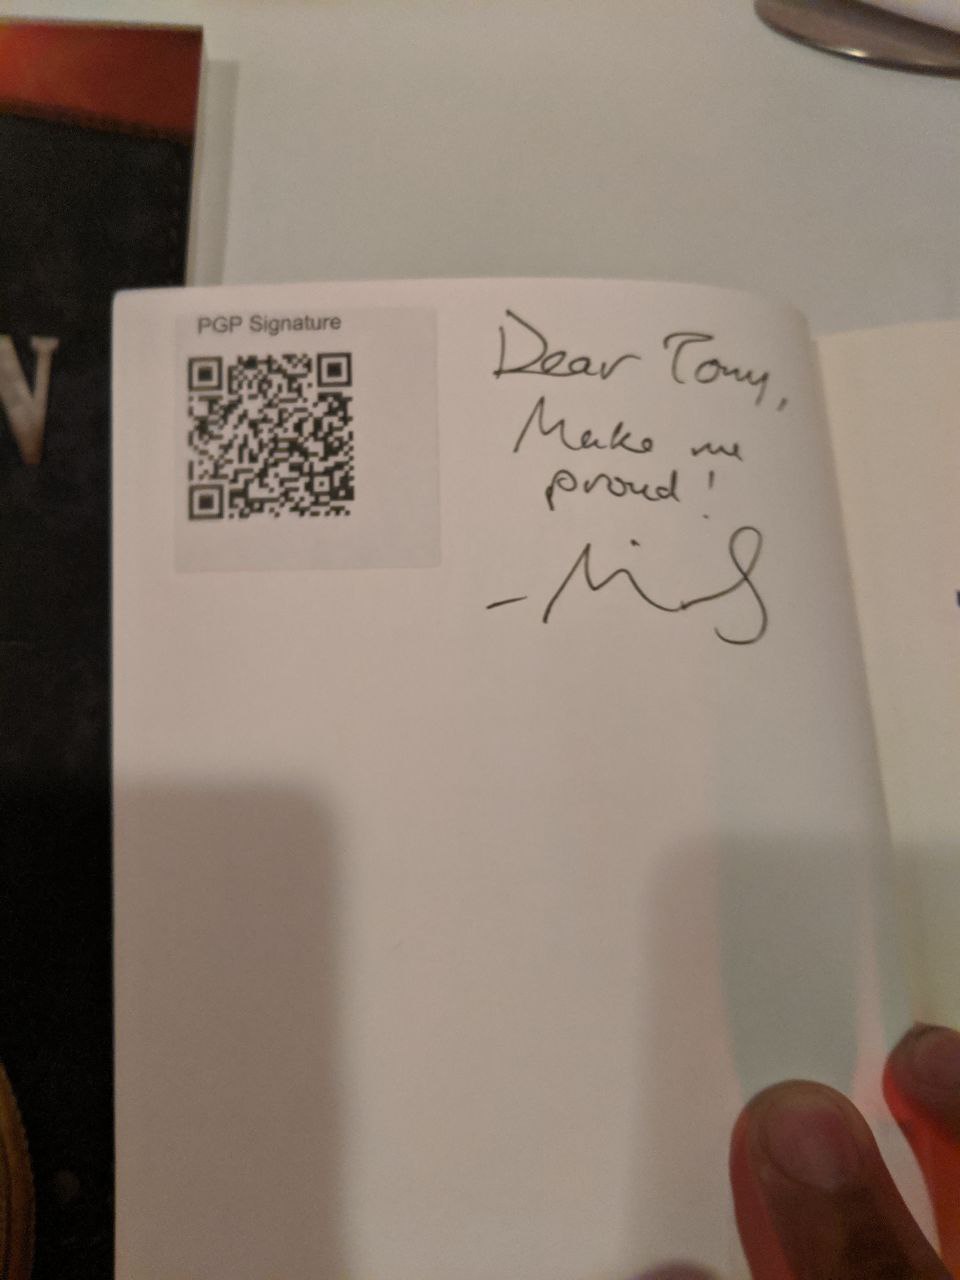 PGP Signature
Dear Tony,
Make me
proud!
N